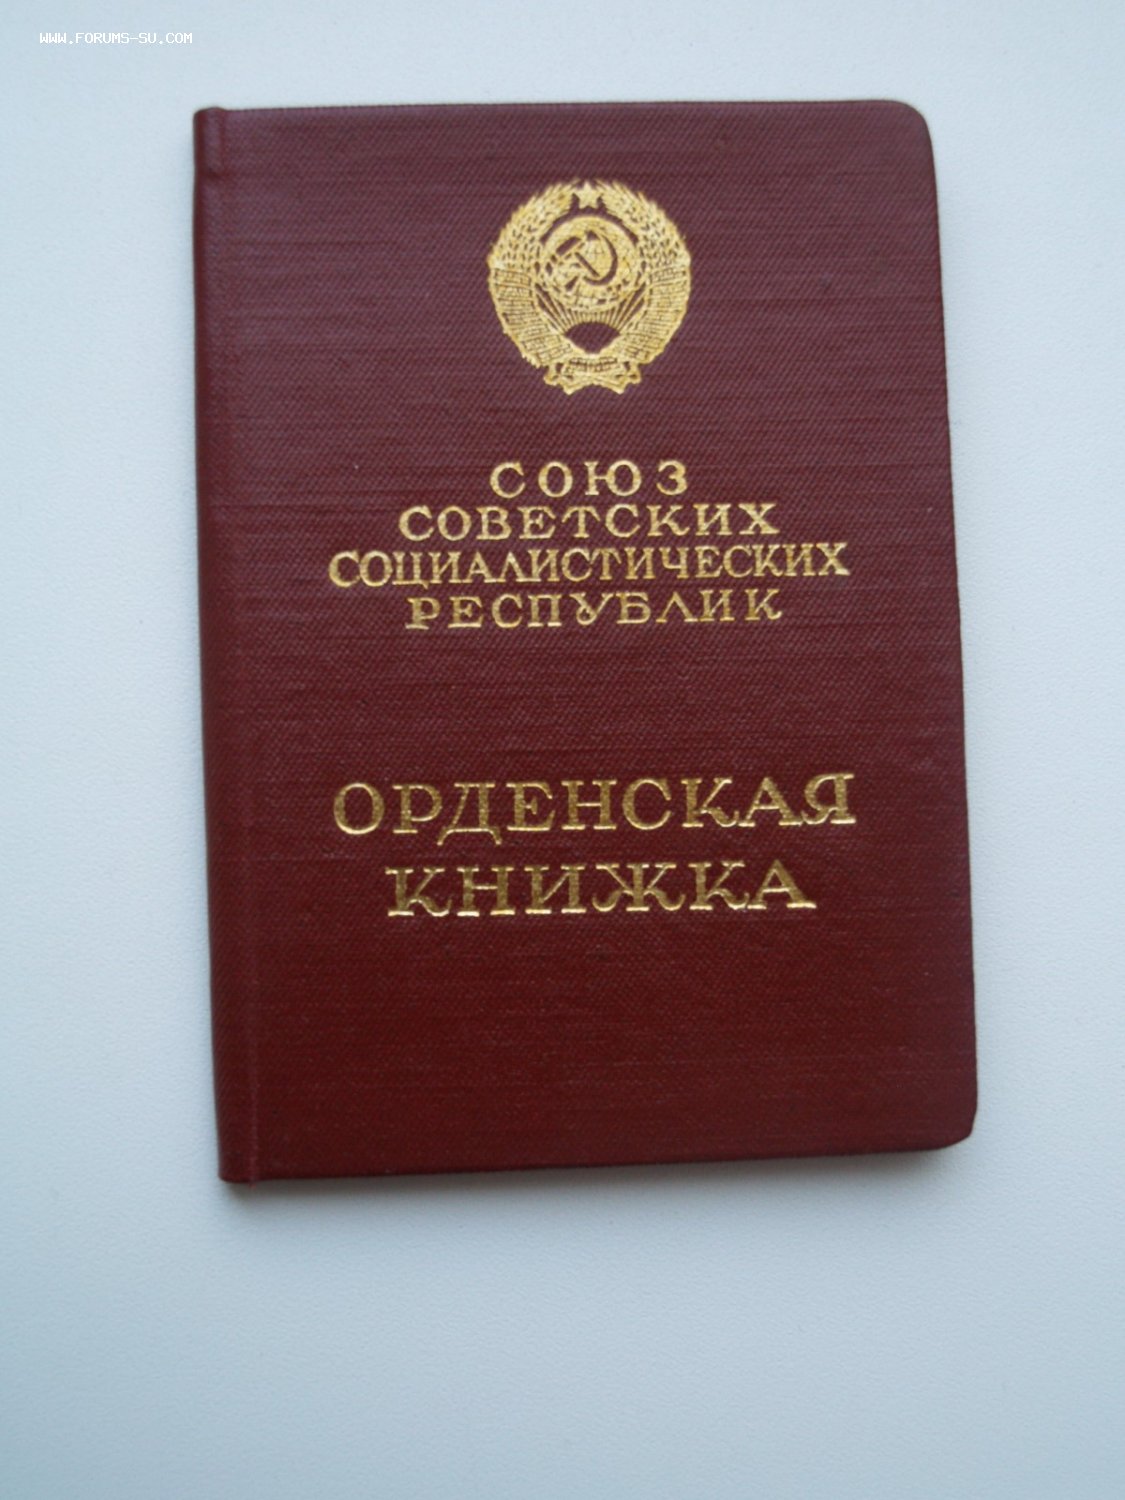 WWW.FORUMS-SU.COM
СОЮЗ
СОВЕТСКИХ
СОЦИАЛИСТИЧЕСКИХ
РЕСПУБЛИК
ОРДЕНСКАЯ
КНИЖКА